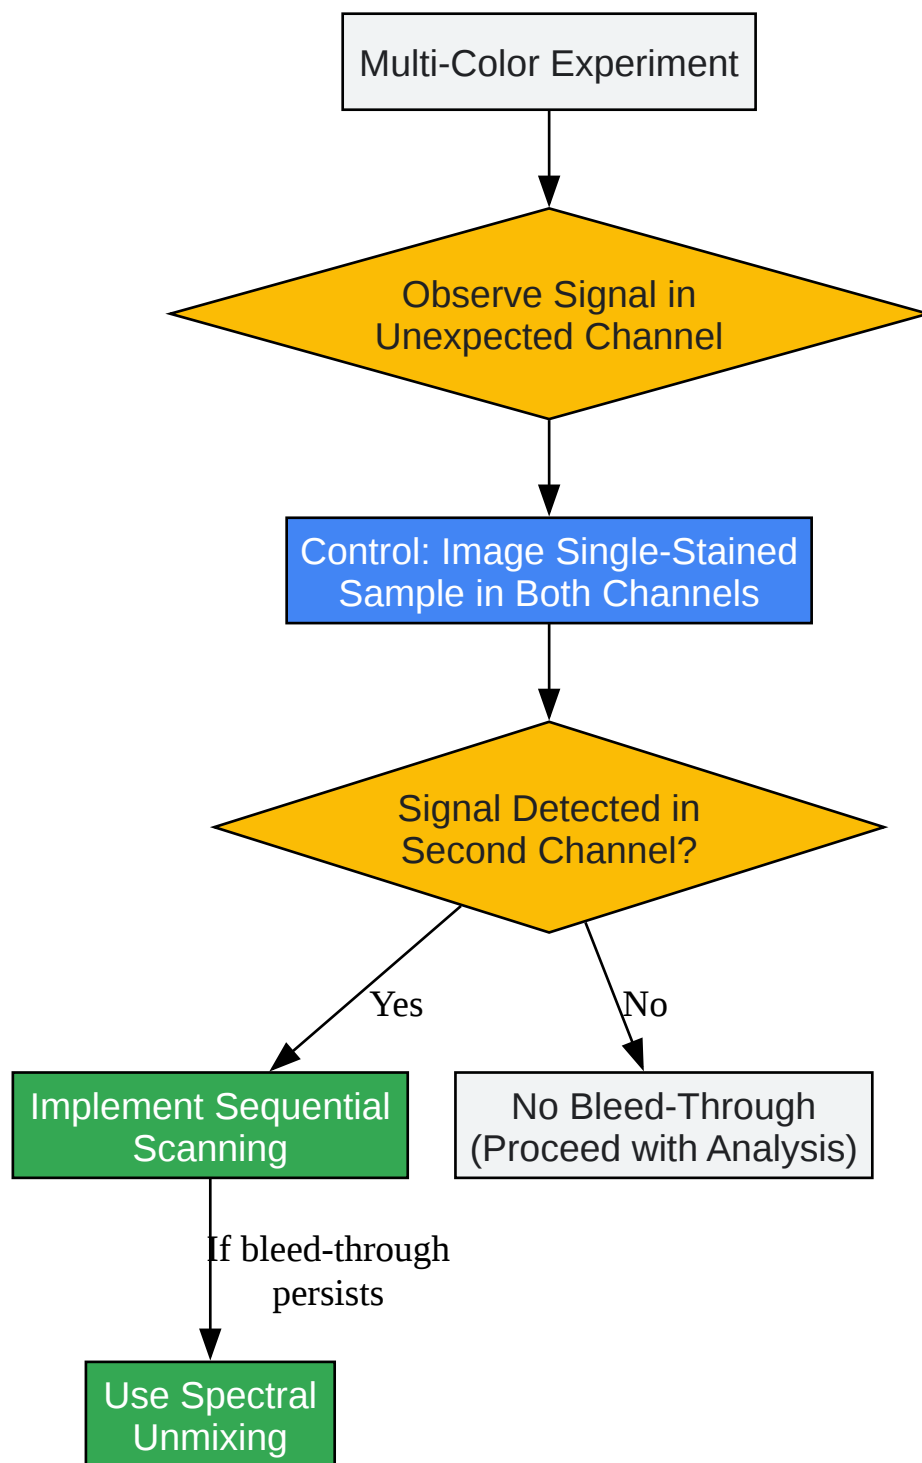 Multi-Color Experiment
Observe Signal in
Unexpected Channel
Control: Image Single-Stained
Sample in Both Channels
Signal Detected in
Second Channel?
Yes
No
Implement Sequential
Scanning
No Bleed-Through
(Proceed with Analysis)
If bleed-through
persists
Use Spectral
Unmixing